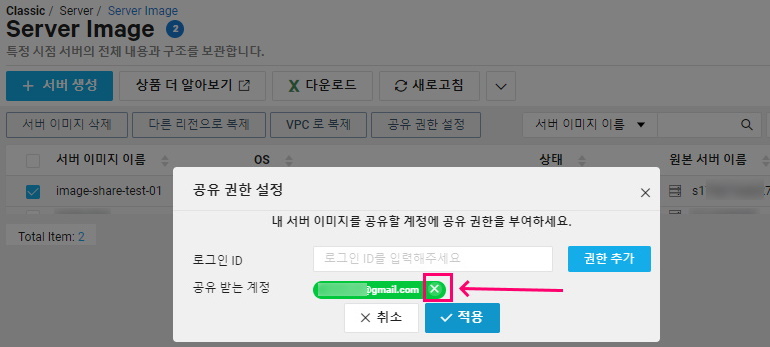 Classic / Server / Server Image
Server Image 2
특정 시점 서버의 전체 내용과 구조를 보관합니다.
+ 서버 생성 상품 더 알아보기 다운로드 새로고침
서버 이미지 삭제 다른 리전으로 복제 VPC 로 복제 공유 권한 설정 서버 이미지 이름
서버 이미지 이름 OS 상태 원본 서버 이름
image-share-test-01 s1 .7
Total Item: 2
공유 권한 설정
내 서버 이미지를 공유할 계정에 공유 권한을 부여하세요.
로그인 ID 로그인 ID를 입력해주세요 권한 추가
공유 받는 계정 @gmail.com
취소 적용